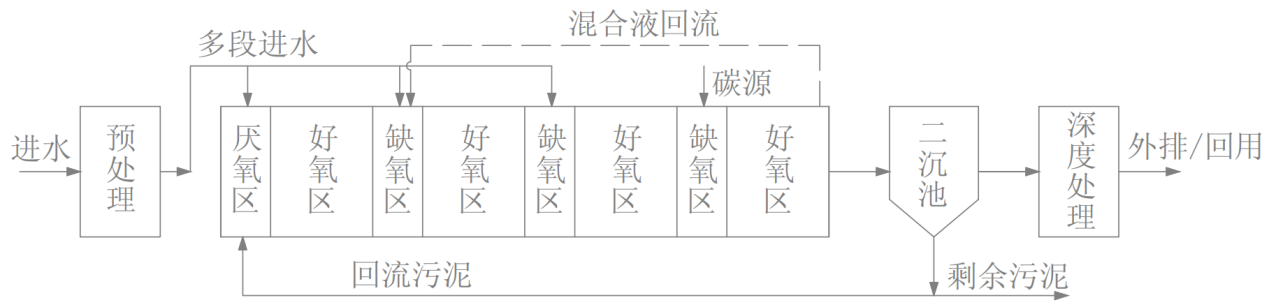 混合液回流
多段进水
碳源
进水
预处理
厌氧区
好氧区
缺氧区
好氧区
缺氧区
好氧区
缺氧区
好氧区
二沉池
深度处理
外排/回用
回流污泥
剩余污泥